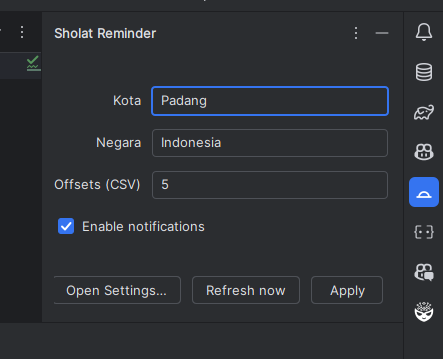 Sholat Reminder
Kota
Padang
Negara
Indonesia
Offsets (CSV)
5
Enable notifications
Open Settings...
Refresh now
Apply